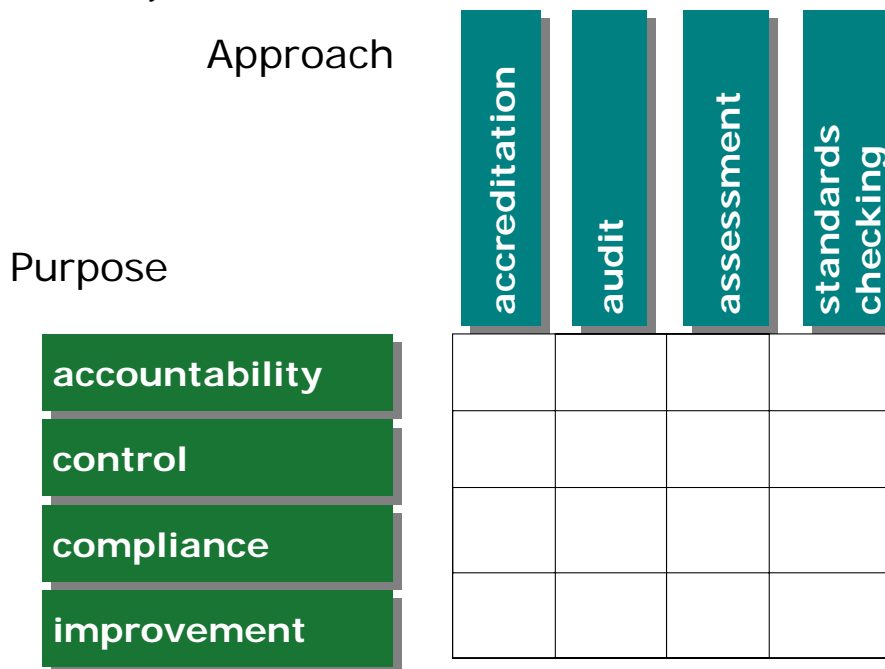 Approach
accreditation
audit
assessment
standards
checking
Purpose
accountability
control
compliance
improvement